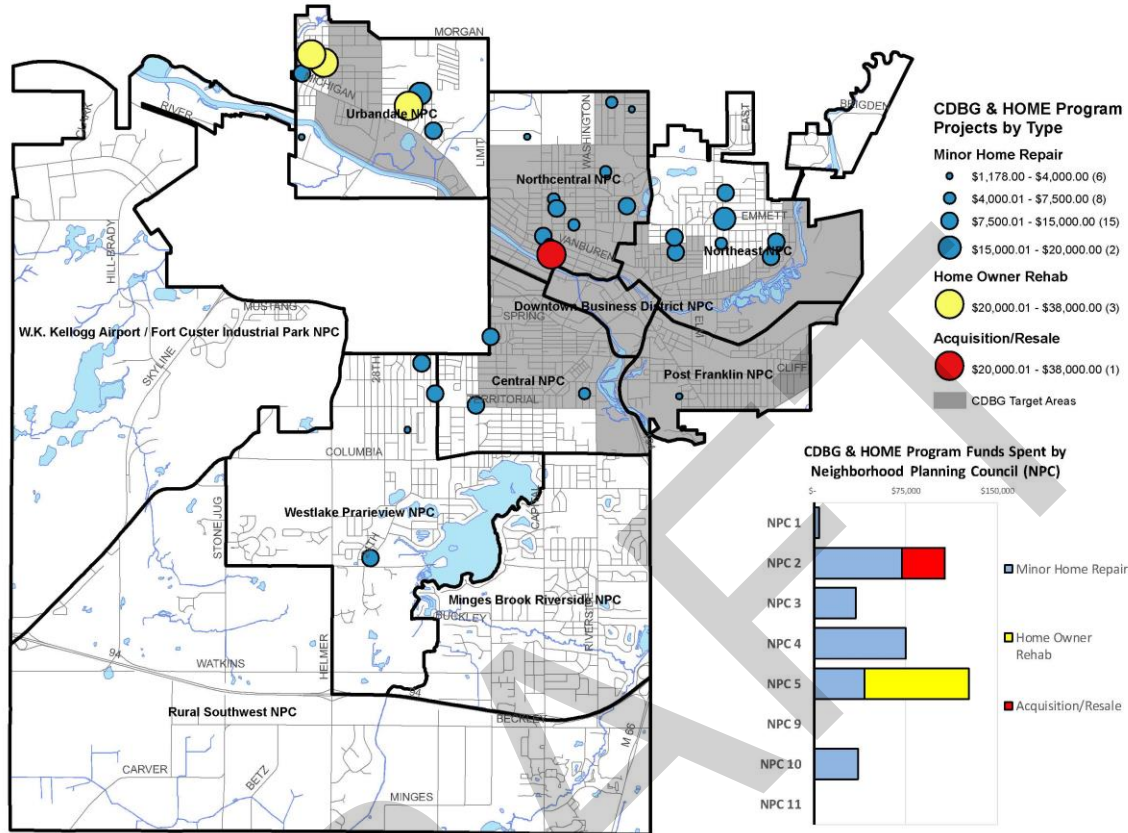 MORGAN
MICHIGAN
Urbandale NPC
LIMIT
RIVER
CLARK
HILL-BRADY
WASHINGTON
EAST
BRIGDEN
Northcentral NPC
VANBUREN
EMMETT
Northeast NPC
Downtown Business District NPC
SPRING
MUSTANG
W.K. Kellogg Airport / Fort Custer Industrial Park NPC
SKYLINE
28TH
Central NPC
TERRITORIAL
Post Franklin NPC
CLIFF
COLUMBIA
Westlake Prarieview NPC
CAPITAL
STONE JUG
Minges Brook Riverside NPC
BUCKLEY
RIVERSIDE
HELMER
WATKINS
94
94
Rural Southwest NPC
BECKLEY
M 66
CARVER
BETZ
MINGES
CDBG & HOME Program
Projects by Type
Minor Home Repair
$1,178.00 - $4,000.00 (6)
$4,000.01 - $7,500.00 (8)
$7,500.01 - $15,000.00 (15)
$15,000.01 - $20,000.00 (2)
Home Owner Rehab
$20,000.01 - $38,000.00 (3)
Acquisition/Resale
$20,000.01 - $38,000.00 (1)
CDBG Target Areas
CDBG & HOME Program Funds Spent by
Neighborhood Planning Council (NPC)
$- $75,000 $150,000
NPC 1
NPC 2
NPC 3
NPC 4
NPC 5
NPC 9
NPC 10
NPC 11
Minor Home Repair
Home Owner
Rehab
Acquisition/Resale
DRAFT